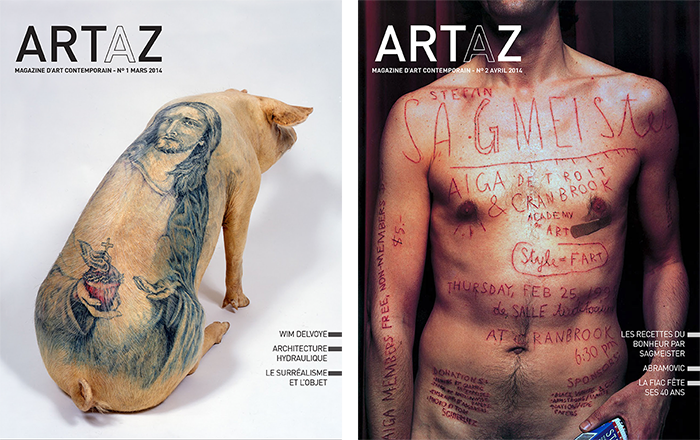 ARTAZ
MAGAZINE D'ART CONTEMPORAIN - Nº 1 MARS 2014
WIM DELVOYE
ARCHITECTURE
HYDRAULIQUE
LE SURRÉALISME
ET L'OBJET
ARTAZ
MAGAZINE D'ART CONTEMPORAIN - Nº 2 AVRIL 2014
STEFAN
SAGMEISTER
AIGA DETROIT
& CRANBROOK
ACADEMY
OF ART
Style = FART
THURSDAY, FEB 25,
de SALLE
AT CRANBROOK
6:30 pm
AIGA MEMBERS FREE, NON-MEMBERS
$5.-
DONATIONS:
LES RECETTES DU
BONHEUR PAR
SAGMEISTER
ABRAMOVIC
LA FIAC FÊTE
SES 40 ANS